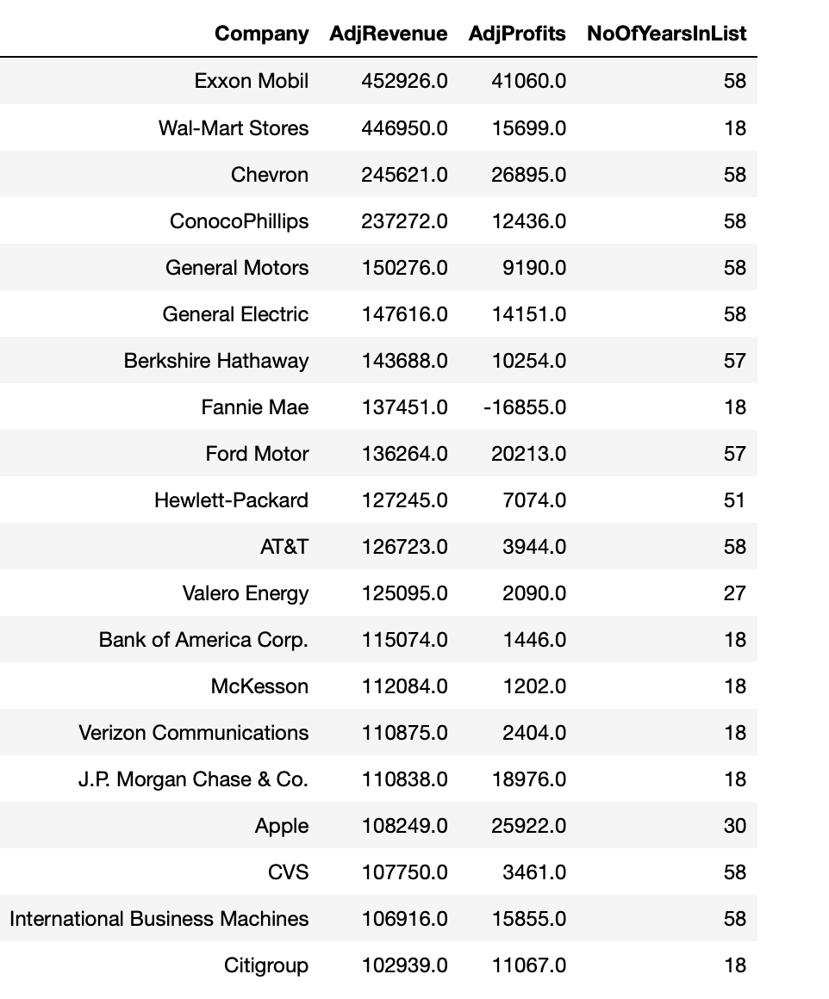 Company AdjRevenue AdjProfits NoOfYearsInList
Exxon Mobil 452926.0 41060.0 58
Wal-Mart Stores 446950.0 15699.0 18
Chevron 245621.0 26895.0 58
ConocoPhillips 237272.0 12436.0 58
General Motors 150276.0 9190.0 58
General Electric 147616.0 14151.0 58
Berkshire Hathaway 143688.0 10254.0 57
Fannie Mae 137451.0 -16855.0 18
Ford Motor 136264.0 20213.0 57
Hewlett-Packard 127245.0 7074.0 51
AT&T 126723.0 3944.0 58
Valero Energy 125095.0 2090.0 27
Bank of America Corp. 115074.0 1446.0 18
McKesson 112084.0 1202.0 18
Verizon Communications 110875.0 2404.0 18
J.P. Morgan Chase & Co. 110838.0 18976.0 18
Apple 108249.0 25922.0 30
CVS 107750.0 3461.0 58
International Business Machines 106916.0 15855.0 58
Citigroup 102939.0 11067.0 18